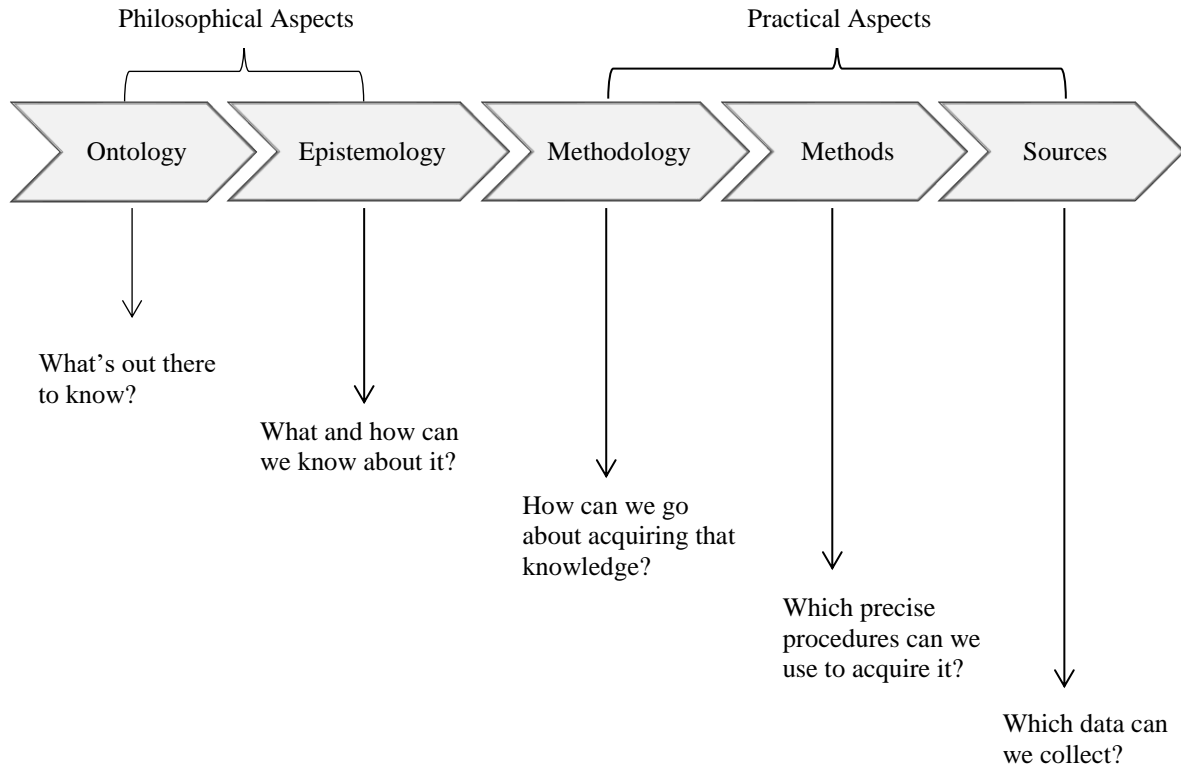 Philosophical Aspects
Practical Aspects
Ontology
Epistemology
Methodology
Methods
Sources
What’s out there
to know?
What and how can
we know about it?
How can we go
about acquiring that
knowledge?
Which precise
procedures can we
use to acquire it?
Which data can
we collect?